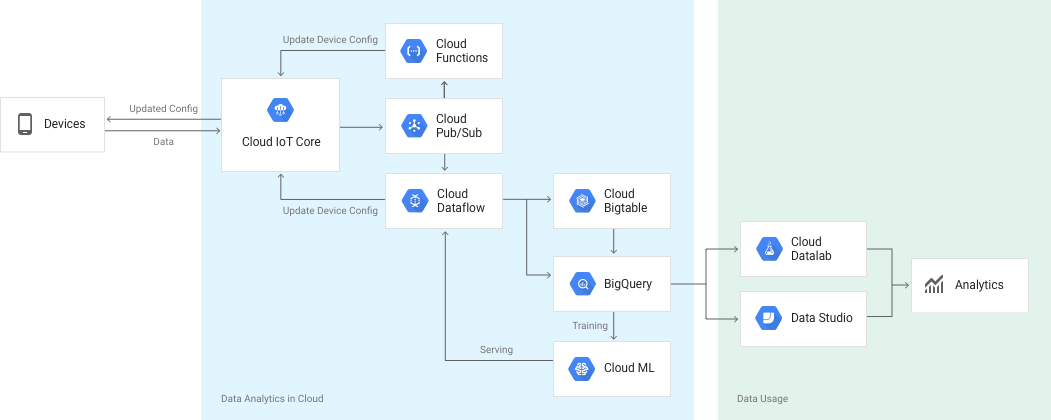 Update Device Config
Cloud
Functions
Devices
Updated Config
Data
Cloud IoT Core
Cloud
Pub/Sub
Cloud
Dataflow
Update Device Config
Cloud
Bigtable
BigQuery
Training
Serving
Cloud ML
Cloud
Datalab
Data Studio
Analytics
Data Analytics in Cloud
Data Usage